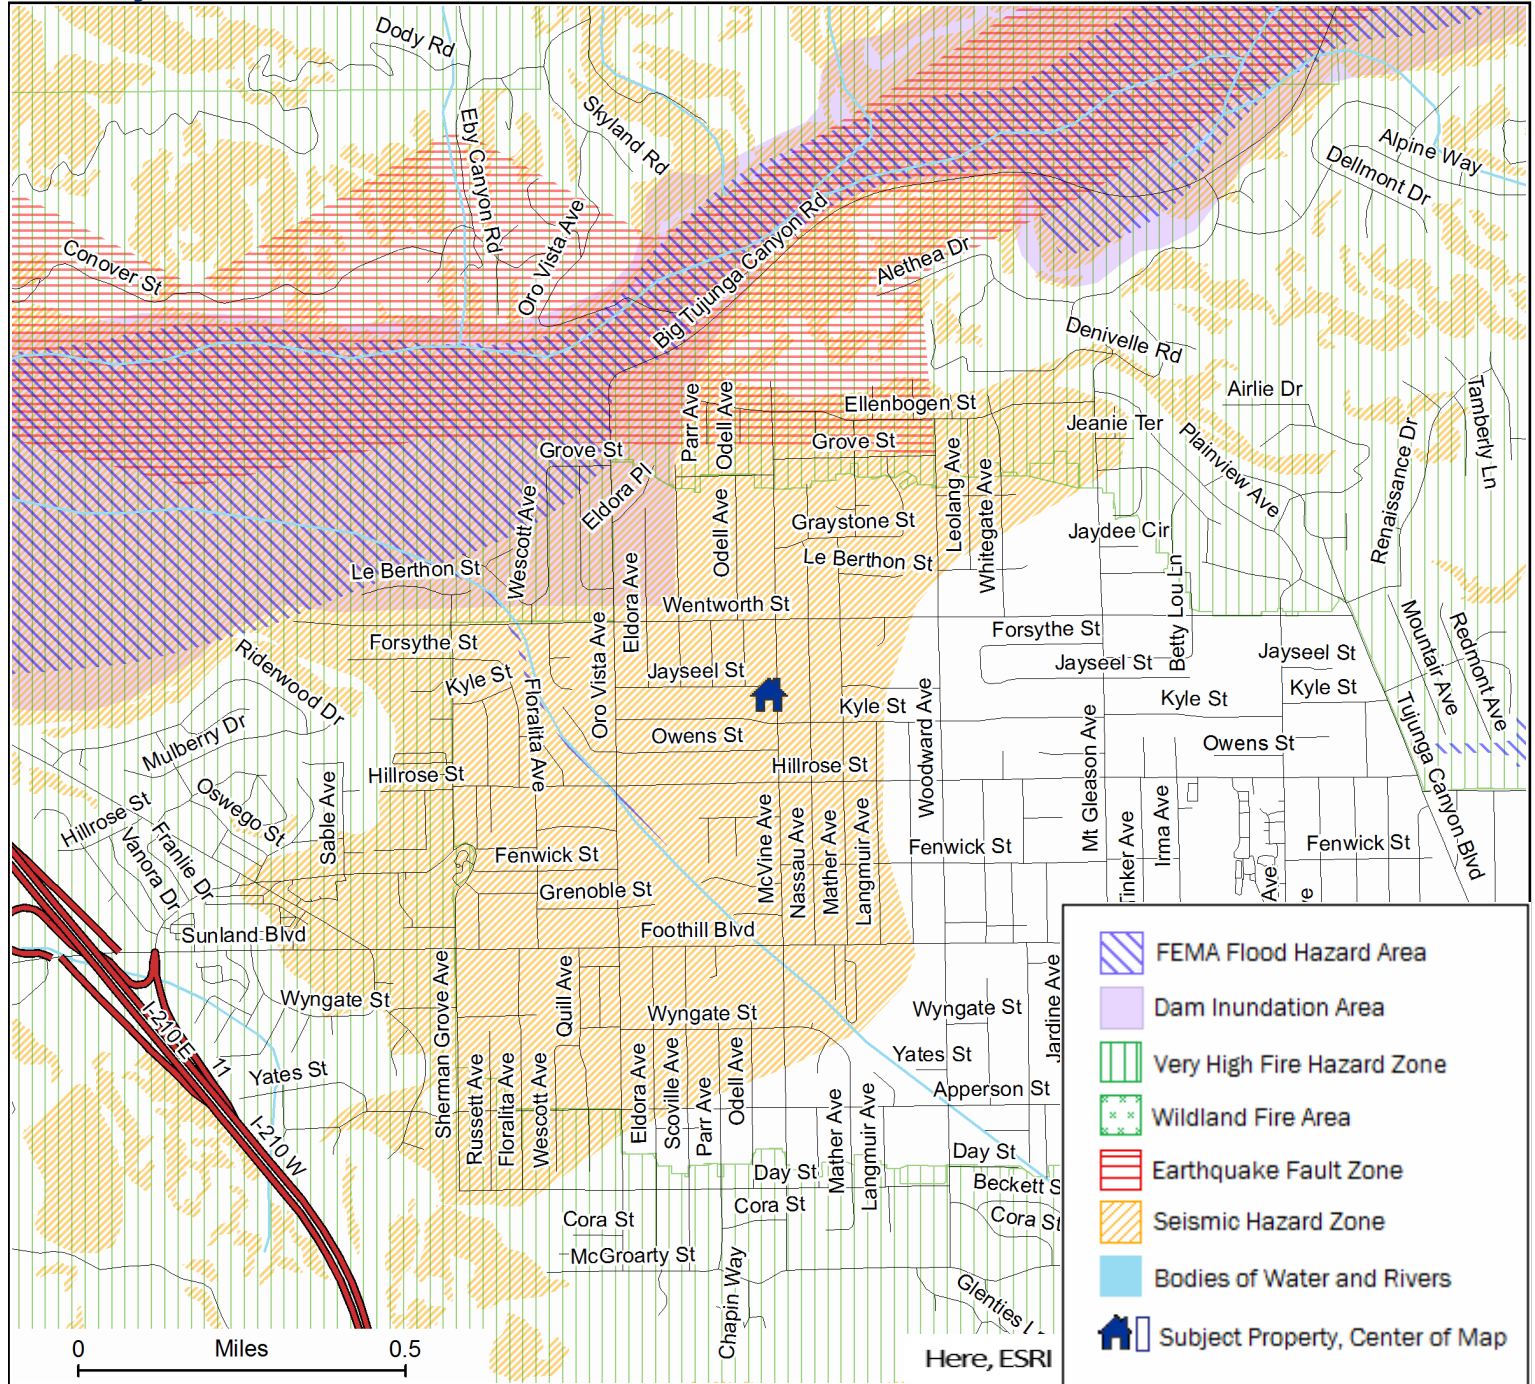 Dody Rd
Skyland Rd
Eby Canyon Rd
Alpine Way
Dellmont Dr
Oro Vista Ave
Conover St
Big Tujunga Canyon Rd
Alethea Dr
Denivelle Rd
Airlie Dr
Tamberly Ln
Ellenbogen St
Parr Ave
Odell Ave
Jeanie Ter
Grove St
Grove St
Plainview Ave
Renaissance Dr
Leolang Ave
Whitegate Ave
Eldora Pl
Wescott Ave
Odell Ave
Graystone St
Jaydee Cir
Le Berthon St
Le Berthon St
Eldora Ave
Betty Lou Ln
Wentworth St
Forsythe St
Forsythe St
Oro Vista Ave
Mountair Ave
Redmont Ave
Riderwood Dr
Kyle St
Jayseel St
Jayseel St
Jayseel St
Kyle St
Kyle St
Kyle St
Floralita Ave
Woodward Ave
Mulberry Dr
Owens St
Owens St
Mt Gleason Ave
Tujunga Canyon Blvd
Hillrose St
Hillrose St
Hillrose St
Oswego St
Sable Ave
Vanora Dr
Franlie Dr
McVine Ave
Nassau Ave
Mather Ave
Langmuir Ave
Tinker Ave
Irma Ave
Fenwick St
Fenwick St
Fenwick St
Grenoble St
Ave
ve
Sunland Blvd
Foothill Blvd
Sherman Grove Ave
Quill Ave
Wyngate St
Wyngate St
Wyngate St
Jardine Ave
I-210 E
11
Yates St
Yates St
Apperson St
Russett Ave
Floralita Ave
Wescott Ave
Eldora Ave
Scoville Ave
Parr Ave
Odell Ave
Mather Ave
Langmuir Ave
I-210 W
Day St
Day St
Beckett S
Cora St
Cora St
Cora St
McGroarty St
Chapin Way
Glenties L
0 Miles 0.5
Here, ESRI
FEMA Flood Hazard Area
Dam Inundation Area
Very High Fire Hazard Zone
Wildland Fire Area
Earthquake Fault Zone
Seismic Hazard Zone
Bodies of Water and Rivers
Subject Property, Center of Map